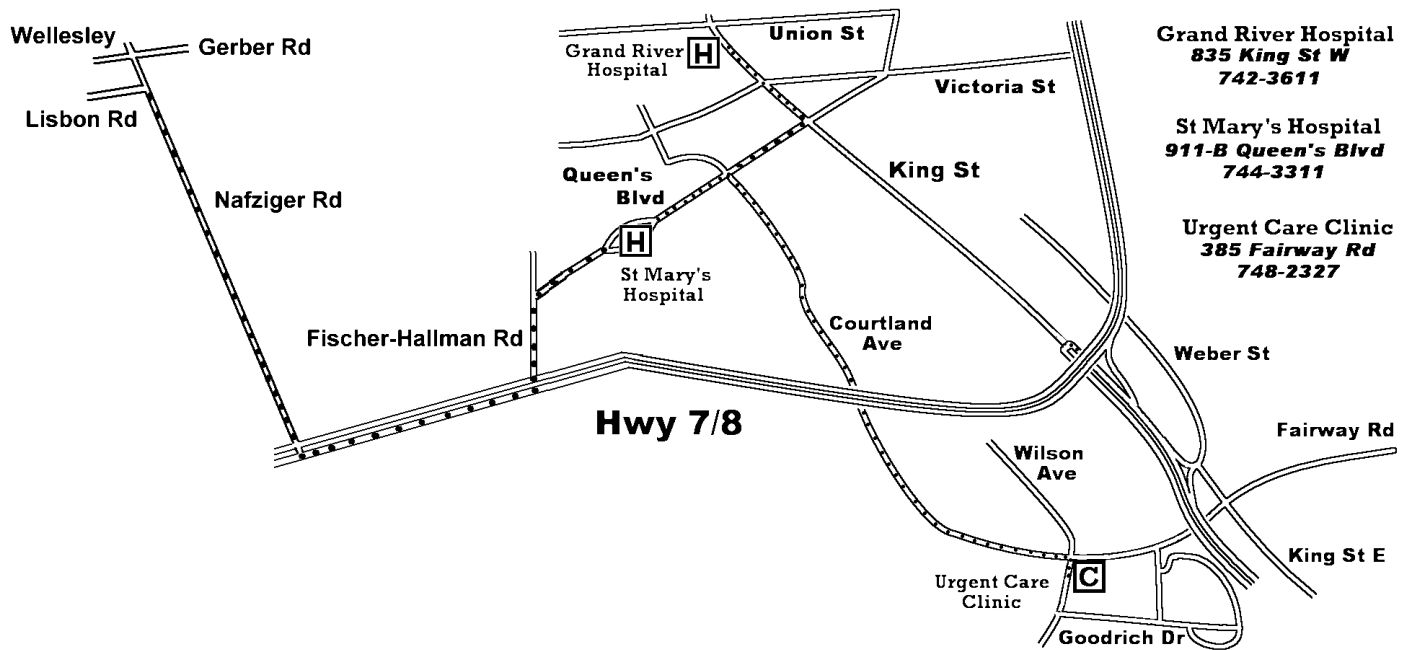 Wellesley
Gerber Rd
Lisbon Rd
Nafziger Rd
Fischer-Hallman Rd
Grand River
Hospital
H
Union St
Victoria St
Queen's
Blvd
King St
H
St Mary's
Hospital
Courtland
Ave
Hwy 7/8
Weber St
Wilson
Ave
Fairway Rd
King St E
Urgent Care
Clinic
C
Goodrich Dr
Grand River Hospital
835 King St W
742-3611
St Mary's Hospital
911-B Queen's Blvd
744-3311
Urgent Care Clinic
385 Fairway Rd
748-2327